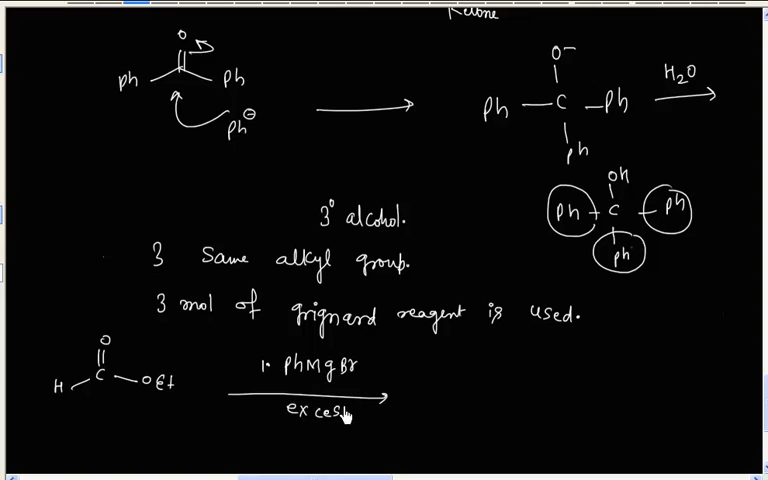 Ketone
O
Ph Ph
Ph⊖
O⁻
Ph — C — Ph
Ph
H₂O
OH
Ph — C — Ph
Ph
3° alcohol.
3 Same alkyl group.
3 mol of grignard reagent is used.
O
H C OEt
1. PhMgBr
excess